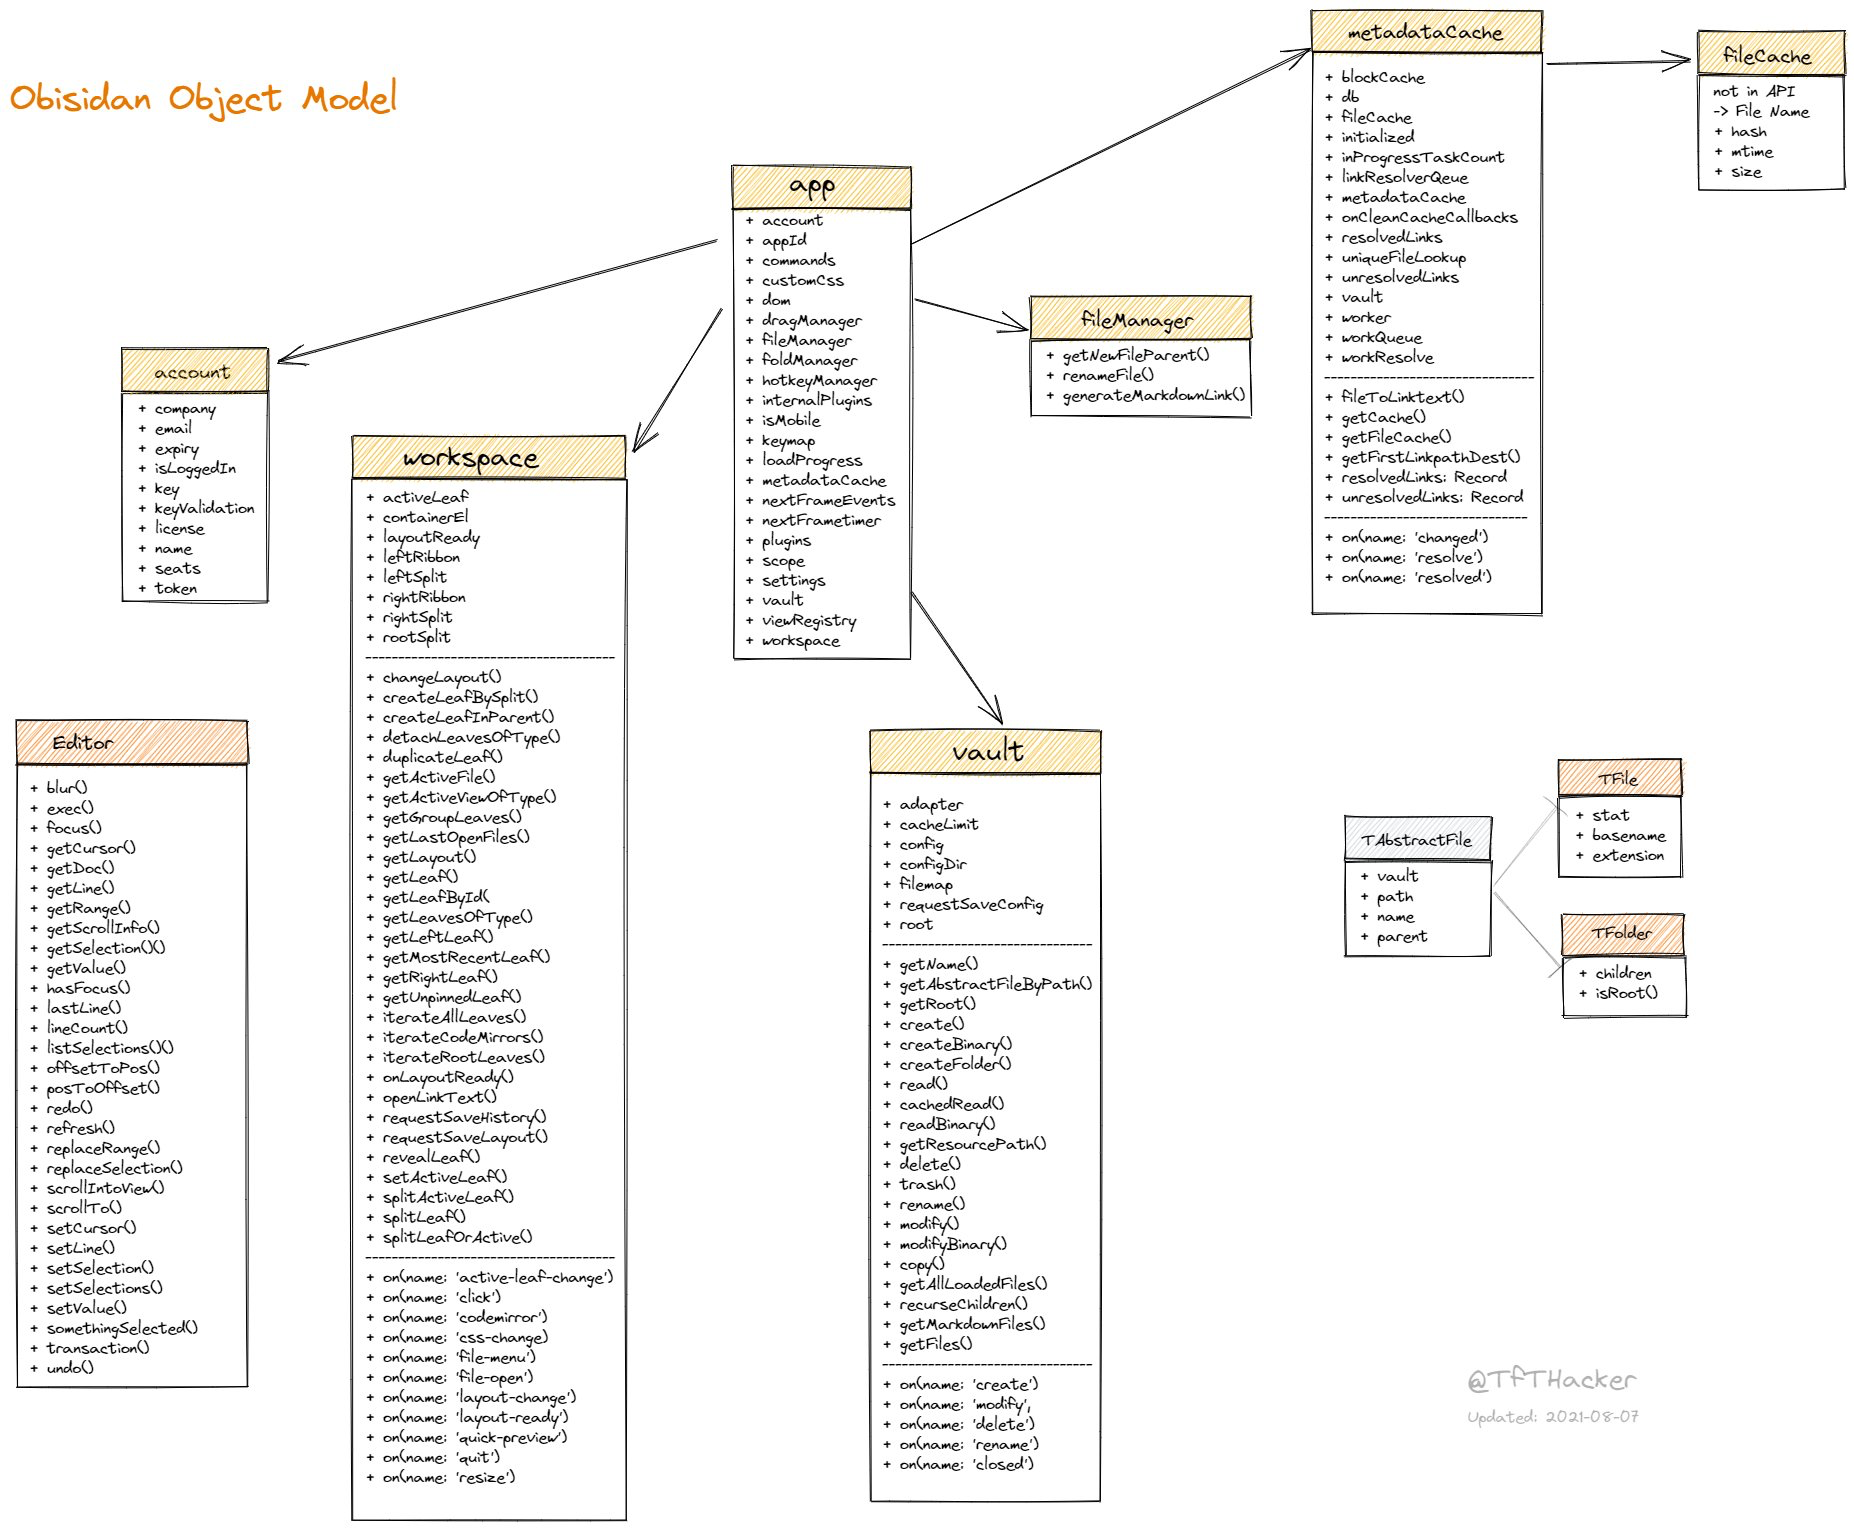 Obisidan Object Model
metadataCache
+ blockCache
+ db
+ fileCache
+ initialized
+ inProgressTaskCount
+ linkResolverQeue
+ metadataCache
+ onCleanCacheCallbacks
+ resolvedLinks
+ uniqueFileLookup
+ unresolvedLinks
+ vault
+ worker
+ workQueue
+ workResolve
+ fileToLinktext()
+ getCache()
+ getFileCache()
+ getFirstLinkpathDest()
+ resolvedLinks: Record
+ unresolvedLinks: Record
+ on(name: 'changed')
+ on(name: 'resolve')
+ on(name: 'resolved')
fileCache
not in API
-> File Name
+ hash
+ mtime
+ size
app
+ account
+ appId
+ commands
+ customCss
+ dom
+ dragManager
+ fileManager
+ foldManager
+ hotkeyManager
+ internalPlugins
+ isMobile
+ keymap
+ loadProgress
+ metadataCache
+ nextFrameEvents
+ nextFrametimer
+ plugins
+ scope
+ settings
+ vault
+ viewRegistry
+ workspace
fileManager
+ getNewFileParent()
+ renameFile()
+ generateMarkdownLink()
account
+ company
+ email
+ expiry
+ isLoggedIn
+ key
+ keyValidation
+ license
+ name
+ seats
+ token
workspace
+ activeLeaf
+ containerEl
+ layoutReady
+ leftRibbon
+ leftSplit
+ rightRibbon
+ rightSplit
+ rootSplit
+ changeLayout()
+ createLeafBySplit()
+ createLeafInParent()
+ detachLeavesOfType()
+ duplicateLeaf()
+ getActiveFile()
+ getActiveViewOfType()
+ getGroupLeaves()
+ getLastOpenFiles()
+ getLayout()
+ getLeaf()
+ getLeafById(
+ getLeavesOfType()
+ getLeftLeaf()
+ getMostRecentLeaf()
+ getRightLeaf()
+ getUnpinnedLeaf()
+ iterateAllLeaves()
+ iterateCodeMirrors()
+ iterateRootLeaves()
+ onLayoutReady()
+ openLinkText()
+ requestSaveHistory()
+ requestSaveLayout()
+ revealLeaf()
+ setActiveLeaf()
+ splitActiveLeaf()
+ splitLeaf()
+ splitLeafOrActive()
+ on(name: 'active-leaf-change')
+ on(name: 'click')
+ on(name: 'codemirror')
+ on(name: 'css-change)
+ on(name: 'file-menu')
+ on(name: 'file-open')
+ on(name: 'layout-change')
+ on(name: 'layout-ready')
+ on(name: 'quick-preview')
+ on(name: 'quit')
+ on(name: 'resize')
Editor
+ blur()
+ exec()
+ focus()
+ getCursor()
+ getDoc()
+ getLine()
+ getRange()
+ getScrollInfo()
+ getSelection()()
+ getValue()
+ hasFocus()
+ lastLine()
+ lineCount()
+ listSelections()()
+ offsetToPos()
+ posToOffset()
+ redo()
+ refresh()
+ replaceRange()
+ replaceSelection()
+ scrollIntoView()
+ scrollTo()
+ setCursor()
+ setLine()
+ setSelection()
+ setSelections()
+ setValue()
+ somethingSelected()
+ transaction()
+ undo()
vault
+ adapter
+ cacheLimit
+ config
+ configDir
+ filemap
+ requestSaveConfig
+ root
+ getName()
+ getAbstractFileByPath()
+ getRoot()
+ create()
+ createBinary()
+ createFolder()
+ read()
+ cachedRead()
+ readBinary()
+ getResourcePath()
+ delete()
+ trash()
+ rename()
+ modify()
+ modifyBinary()
+ copy()
+ getAllLoadedFiles()
+ recurseChildren()
+ getMarkdownFiles()
+ getFiles()
+ on(name: 'create')
+ on(name: 'modify',
+ on(name: 'delete')
+ on(name: 'rename')
+ on(name: 'closed')
TAbstractFile
+ vault
+ path
+ name
+ parent
TFile
+ stat
+ basename
+ extension
TFolder
+ children
+ isRoot()
@TfTHacker
Updated: 2021-08-07